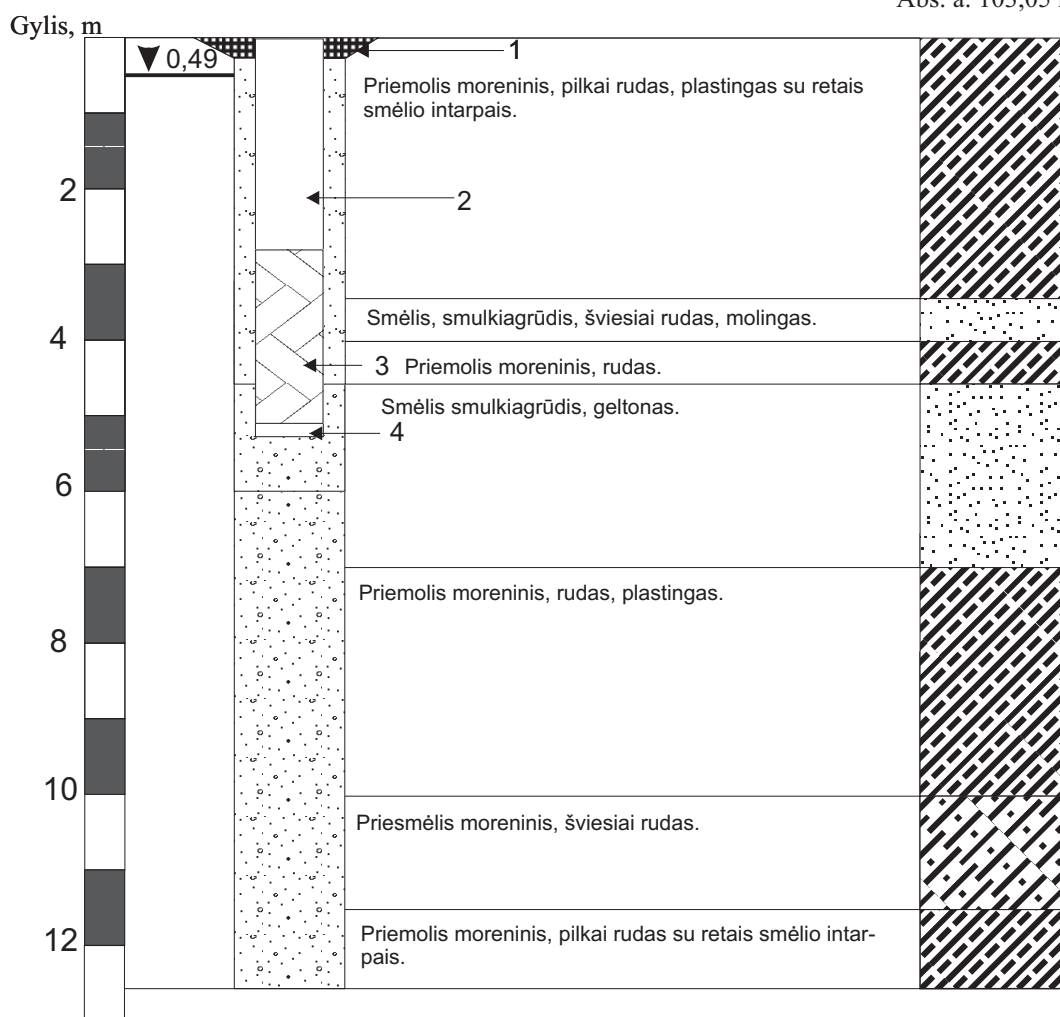 Gylis, m
0,49
1
Priemolis moreninis, pilkai rudas, plastingas su retais
smėlio intarpais.
2
2
Smėlis, smulkiagrūdis, šviesiai rudas, molingas.
4
3 Priemolis moreninis, rudas.
Smėlis smulkiagrūdis, geltonas.
4
6
Priemolis moreninis, rudas, plastingas.
8
10
Priesmėlis moreninis, šviesiai rudas.
12
Priemolis moreninis, pilkai rudas su retais smėlio intar-
pais.